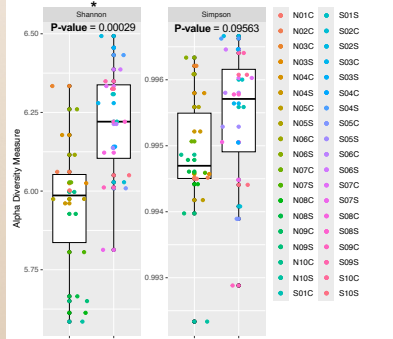 *
Shannon
Simpson
P-value = 0.00029
P-value = 0.09563
Alpha Diversity Measure
6.50
6.25
6.00
5.75
0.996
0.995
0.994
0.993
N01C
N02C
N03C
N03S
N04C
N04S
N05C
N05S
N06C
N06S
N07C
N07S
N08C
N08S
N09C
N09S
N10C
N10S
S01C
S01S
S02C
S02S
S03C
S03S
S04C
S04S
S05C
S05S
S06C
S06S
S07C
S07S
S08C
S08S
S09C
S09S
S10C
S10S